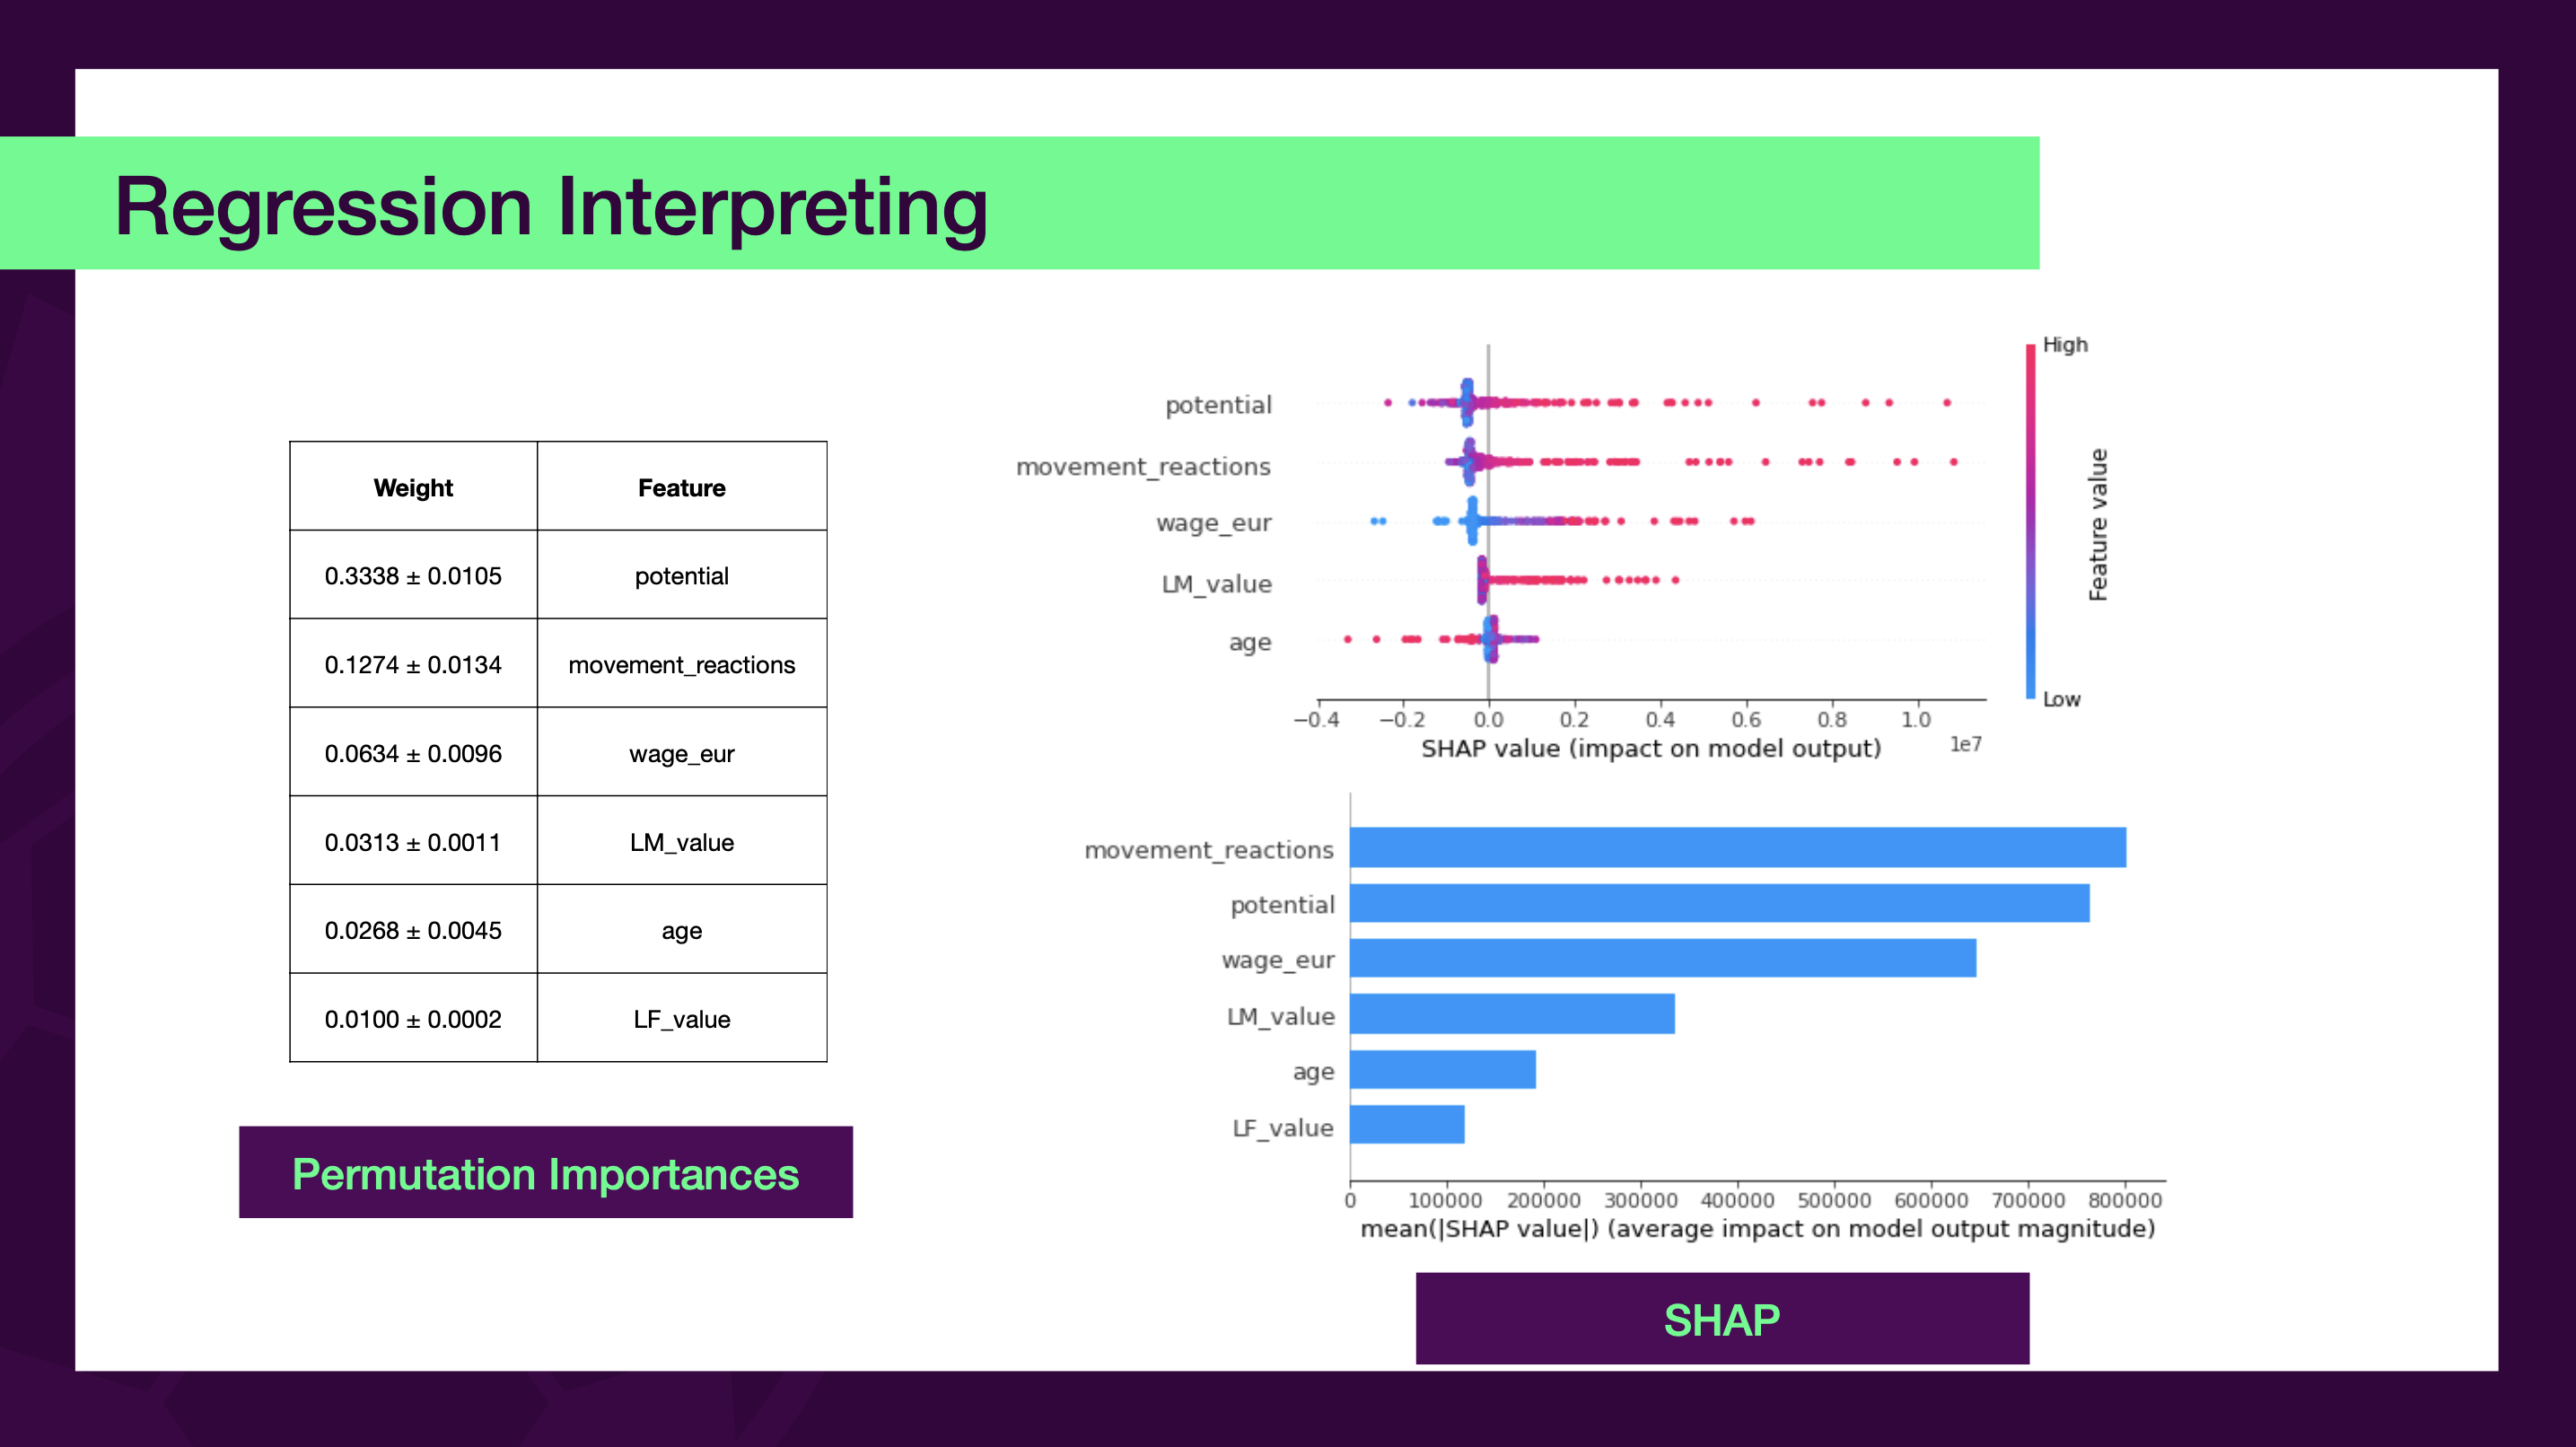 Regression Interpreting
Weight Feature
0.3338 ± 0.0105 potential
0.1274 ± 0.0134 movement_reactions
0.0634 ± 0.0096 wage_eur
0.0313 ± 0.0011 LM_value
0.0268 ± 0.0045 age
0.0100 ± 0.0002 LF_value
Permutation Importances
High
potential
movement_reactions
wage_eur
LM_value
age
Feature value
Low
−0.4 −0.2 0.0 0.2 0.4 0.6 0.8 1.0
1e7
SHAP value (impact on model output)
movement_reactions
potential
wage_eur
LM_value
age
LF_value
0 100000 200000 300000 400000 500000 600000 700000 800000
mean(|SHAP value|) (average impact on model output magnitude)
SHAP